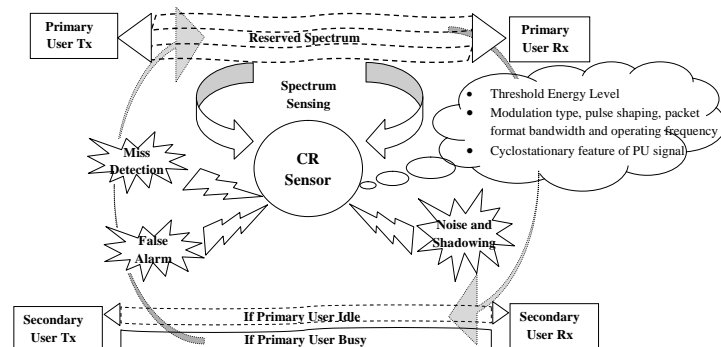 Primary
User Tx
Reserved Spectrum
Primary
User Rx
Spectrum
Sensing
• Threshold Energy Level
• Modulation type, pulse shaping, packet
format bandwidth and operating frequency
• Cyclostationary feature of PU signal
Miss
Detection
CR
Sensor
False
Alarm
Noise and
Shadowing
Secondary
User Tx
If Primary User Idle
If Primary User Busy
Secondary
User Rx